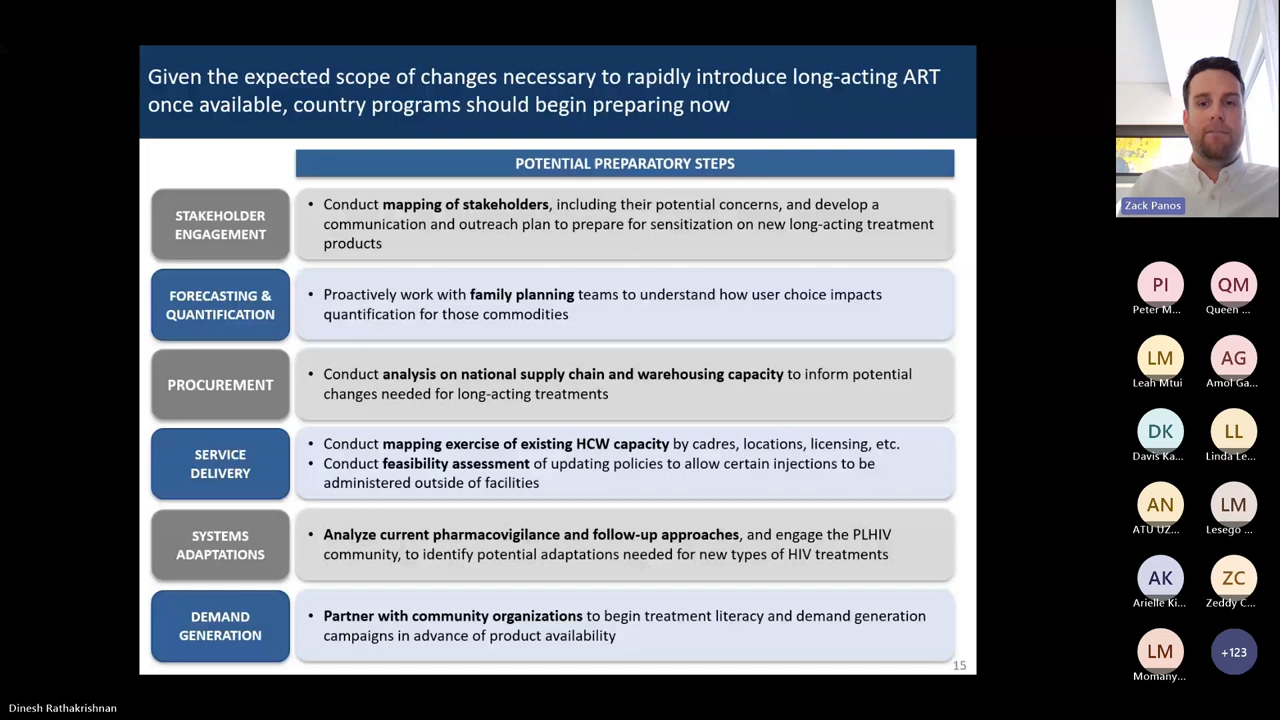 Given the expected scope of changes necessary to rapidly introduce long-acting ART
once available, country programs should begin preparing now
POTENTIAL PREPARATORY STEPS
STAKEHOLDER
ENGAGEMENT
• Conduct mapping of stakeholders, including their potential concerns, and develop a
communication and outreach plan to prepare for sensitization on new long-acting treatment
products
FORECASTING &
QUANTIFICATION
• Proactively work with family planning teams to understand how user choice impacts
quantification for those commodities
PROCUREMENT
• Conduct analysis on national supply chain and warehousing capacity to inform potential
changes needed for long-acting treatments
SERVICE
DELIVERY
• Conduct mapping exercise of existing HCW capacity by cadres, locations, licensing, etc.
• Conduct feasibility assessment of updating policies to allow certain injections to be
administered outside of facilities
SYSTEMS
ADAPTATIONS
• Analyze current pharmacovigilance and follow-up approaches, and engage the PLHIV
community, to identify potential adaptations needed for new types of HIV treatments
DEMAND
GENERATION
• Partner with community organizations to begin treatment literacy and demand generation
campaigns in advance of product availability
15
Zack Panos
PI
QM
Peter M...
Queen ...
LM
AG
Leah Mtui
Amol Ga...
DK
LL
Davis Ka...
Linda Le...
AN
LM
ATU UZ...
Lesego ...
AK
ZC
Arielle Ki...
Zeddy C...
LM
+123
Momany...
Dinesh Rathakrishnan